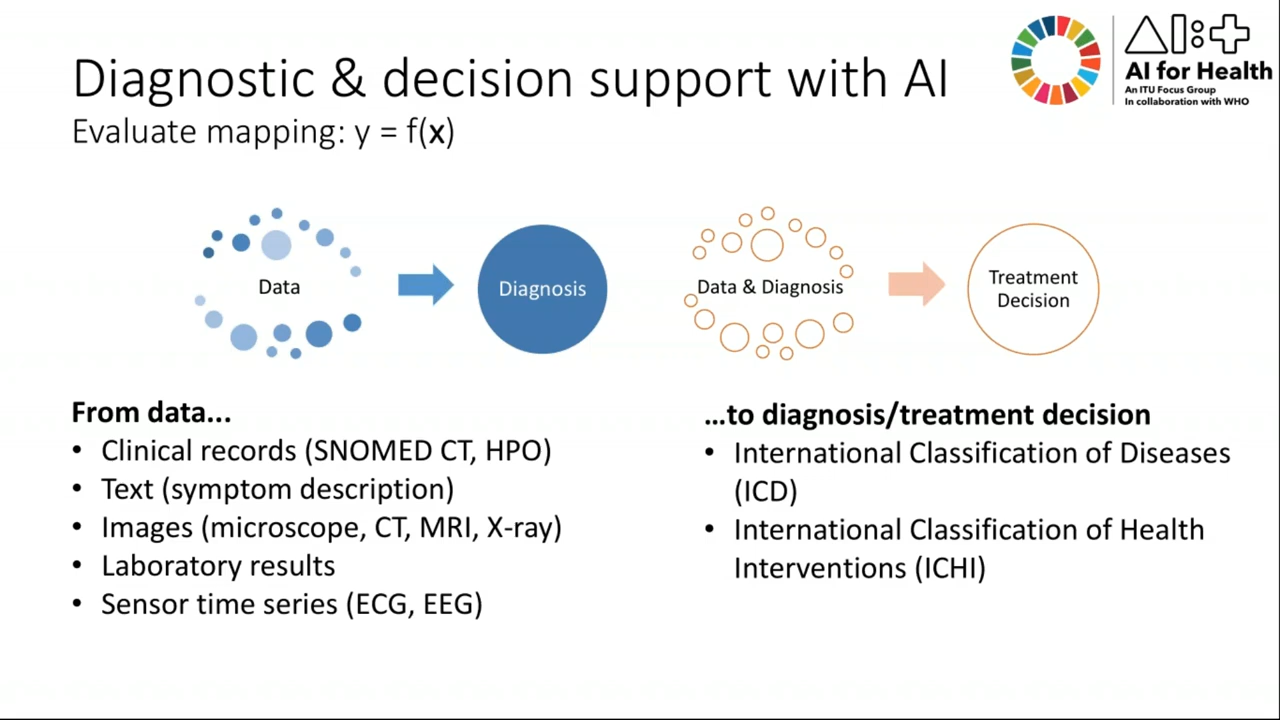 Diagnostic & decision support with AI
Evaluate mapping: y = f(x)
AI for Health
An ITU Focus Group
In collaboration with WHO
Data
Diagnosis
Data & Diagnosis
Treatment
Decision
From data...
• Clinical records (SNOMED CT, HPO)
• Text (symptom description)
• Images (microscope, CT, MRI, X-ray)
• Laboratory results
• Sensor time series (ECG, EEG)
...to diagnosis/treatment decision
• International Classification of Diseases
(ICD)
• International Classification of Health
Interventions (ICHI)